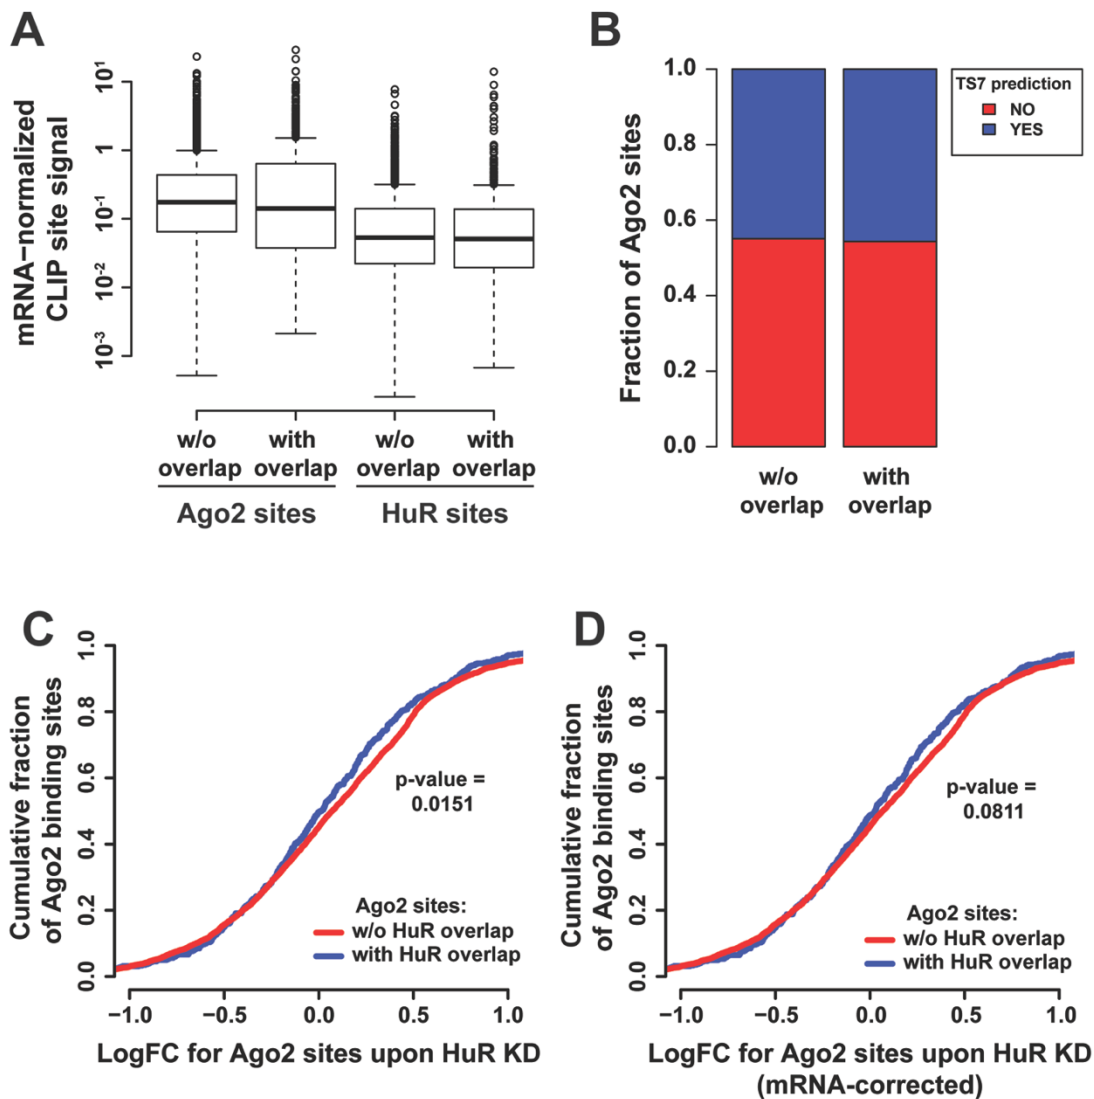 A
mRNA−normalized
CLIP site signal
10¹
1
10⁻¹
10⁻²
10⁻³
w/o
overlap
with
overlap
w/o
overlap
with
overlap
Ago2 sites
HuR sites
B
Fraction of Ago2 sites
1.0
0.8
0.6
0.4
0.2
0.0
w/o
overlap
with
overlap
TS7 prediction
NO
YES
C
Cumulative fraction
of Ago2 binding sites
1.0
0.8
0.6
0.4
0.2
0.0
p-value =
0.0151
Ago2 sites:
w/o HuR overlap
with HuR overlap
−1.0 −0.5 0.0 0.5 1.0
LogFC for Ago2 sites upon HuR KD
D
Cumulative fraction
of Ago2 binding sites
1.0
0.8
0.6
0.4
0.2
0.0
p-value =
0.0811
Ago2 sites:
w/o HuR overlap
with HuR overlap
−1.0 −0.5 0.0 0.5 1.0
LogFC for Ago2 sites upon HuR KD
(mRNA-corrected)